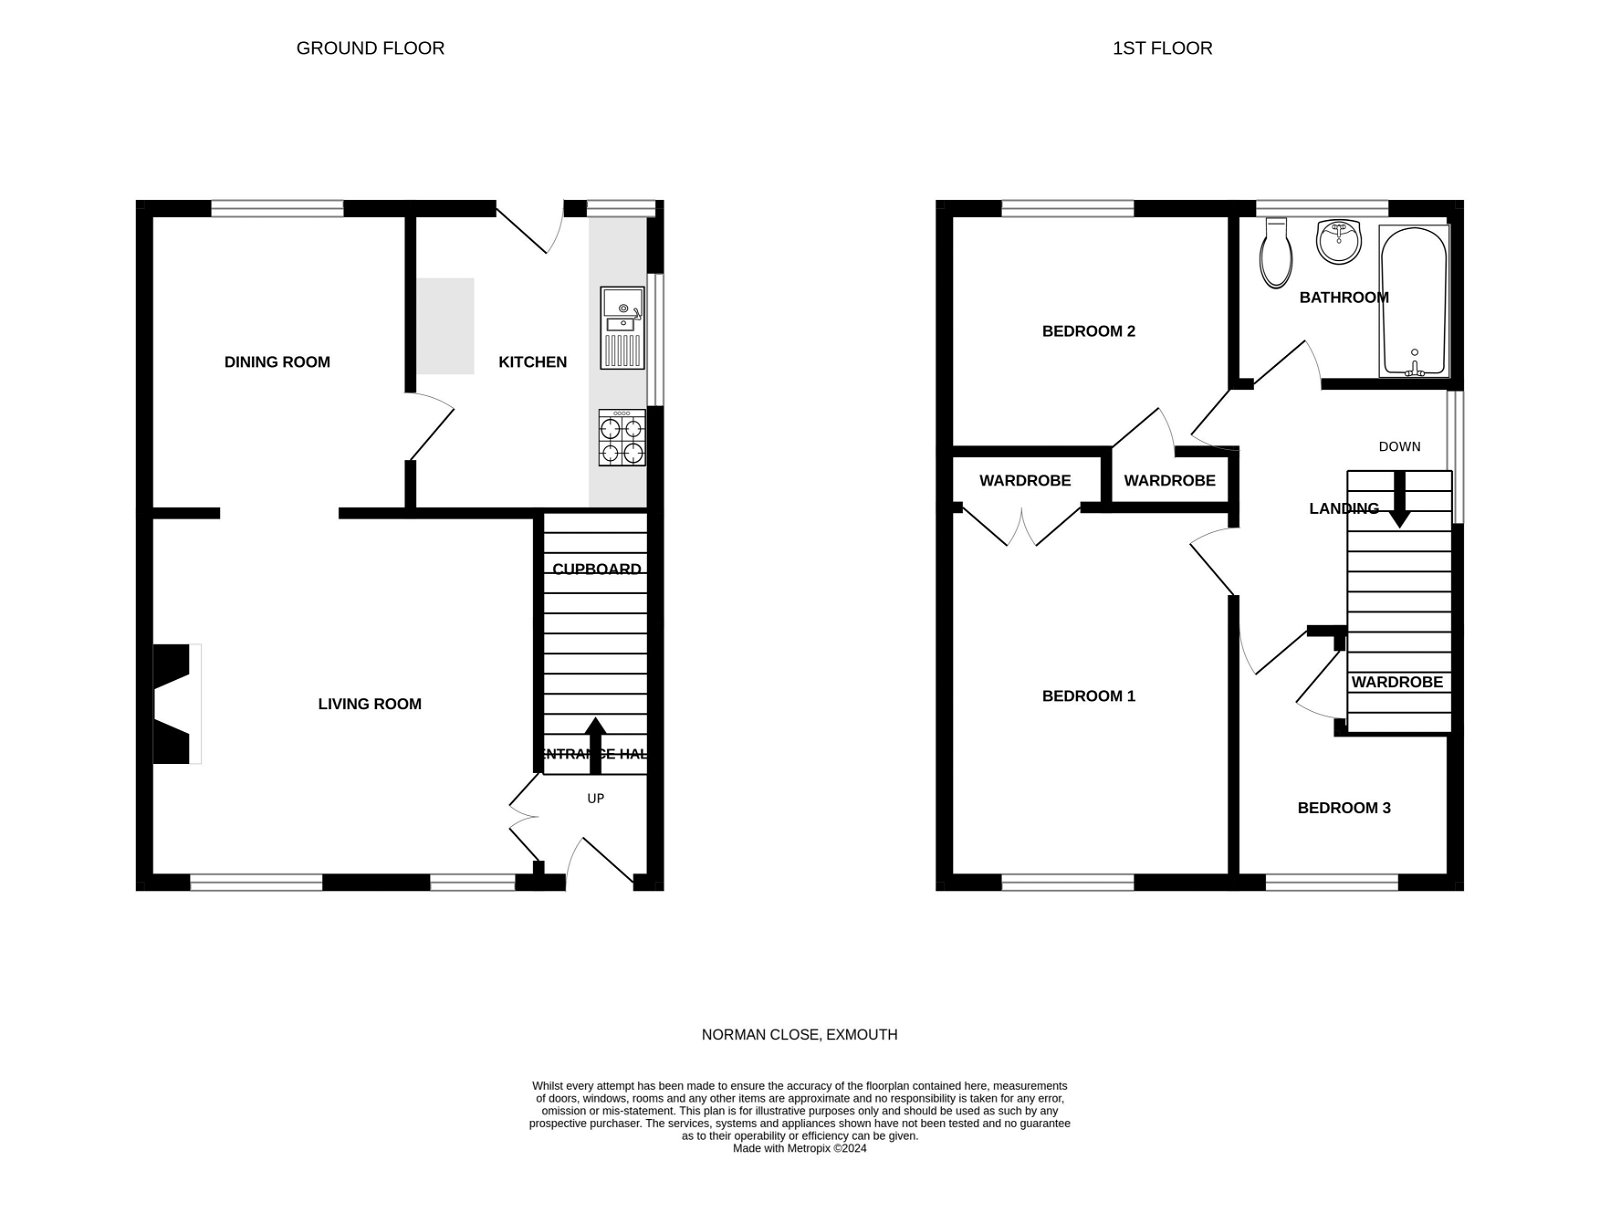 GROUND FLOOR
1ST FLOOR
DINING ROOM
KITCHEN
CUPBOARD
LIVING ROOM
ENTRANCE HALL
UP
BEDROOM 2
BATHROOM
DOWN
WARDROBE
WARDROBE
LANDING
WARDROBE
BEDROOM 1
BEDROOM 3
NORMAN CLOSE, EXMOUTH
Whilst every attempt has been made to ensure the accuracy of the floorplan contained here, measurements
of doors, windows, rooms and any other items are approximate and no responsibility is taken for any error,
omission or mis-statement. This plan is for illustrative purposes only and should be used as such by any
prospective purchaser. The services, systems and appliances shown have not been tested and no guarantee
as to their operability or efficiency can be given.
Made with Metropix ©2024